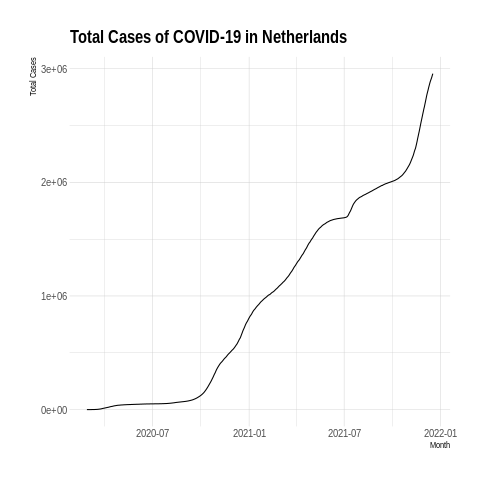 Total Cases of COVID-19 in Netherlands
Total Cases
3e+06
2e+06
1e+06
0e+00
2020-07 2021-01 2021-07 2022-01
Month